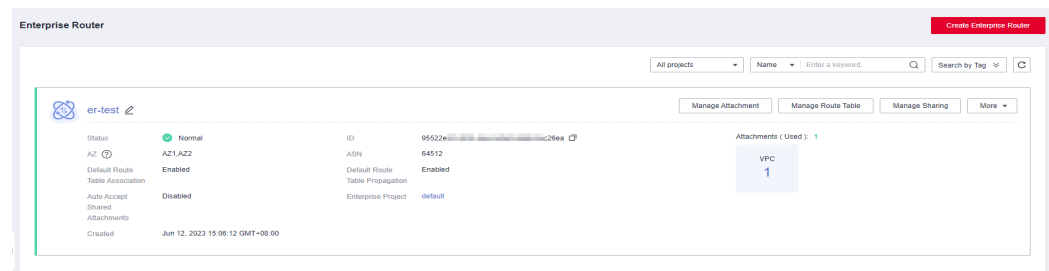 Enterprise Router
Create Enterprise Router
All projects
Name
Enter a keyword.
Search by Tag
er-test
Manage Attachment
Manage Route Table
Manage Sharing
More
Status
Normal
ID
95522e c26ea
Attachments ( Used ): 1
AZ
AZ1,AZ2
ASN
64512
VPC
1
Default Route
Table Association
Enabled
Default Route
Table Propagation
Enabled
Auto Accept
Shared
Attachments
Disabled
Enterprise Project
default
Created
Jun 12, 2023 15:06:12 GMT+08:00